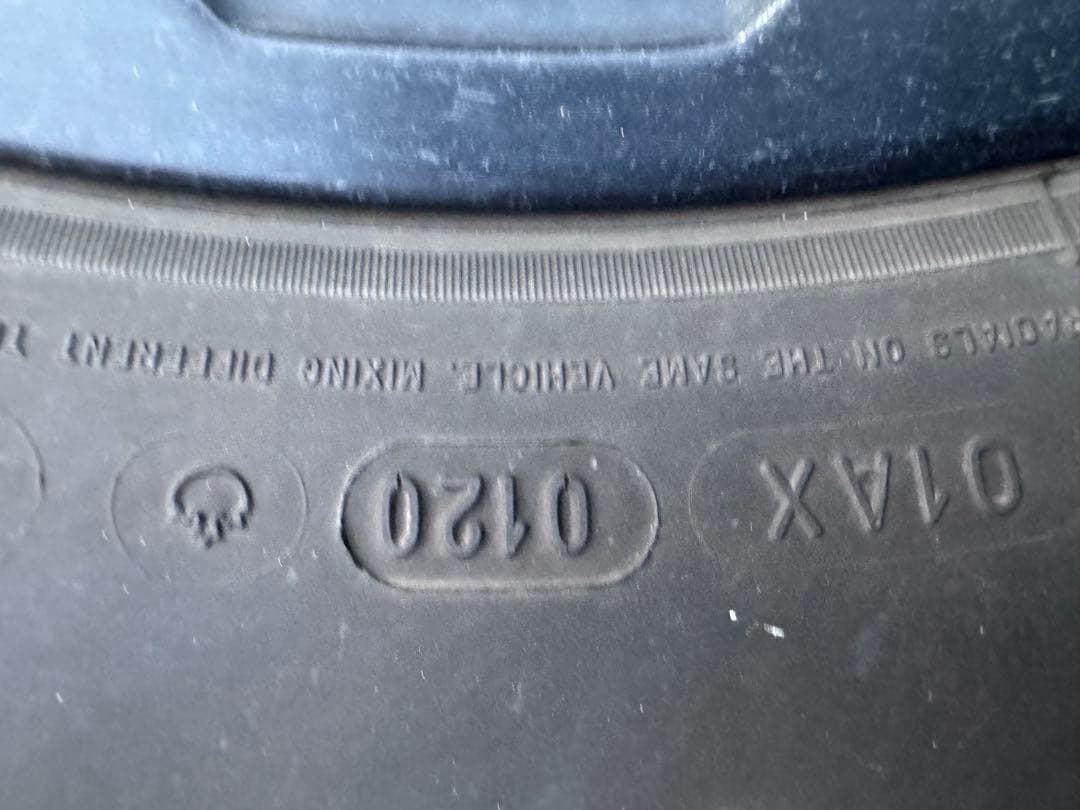 01AX 0120
RADIALS ON THE SAME VEHICLE. MIXING DIFFERENT